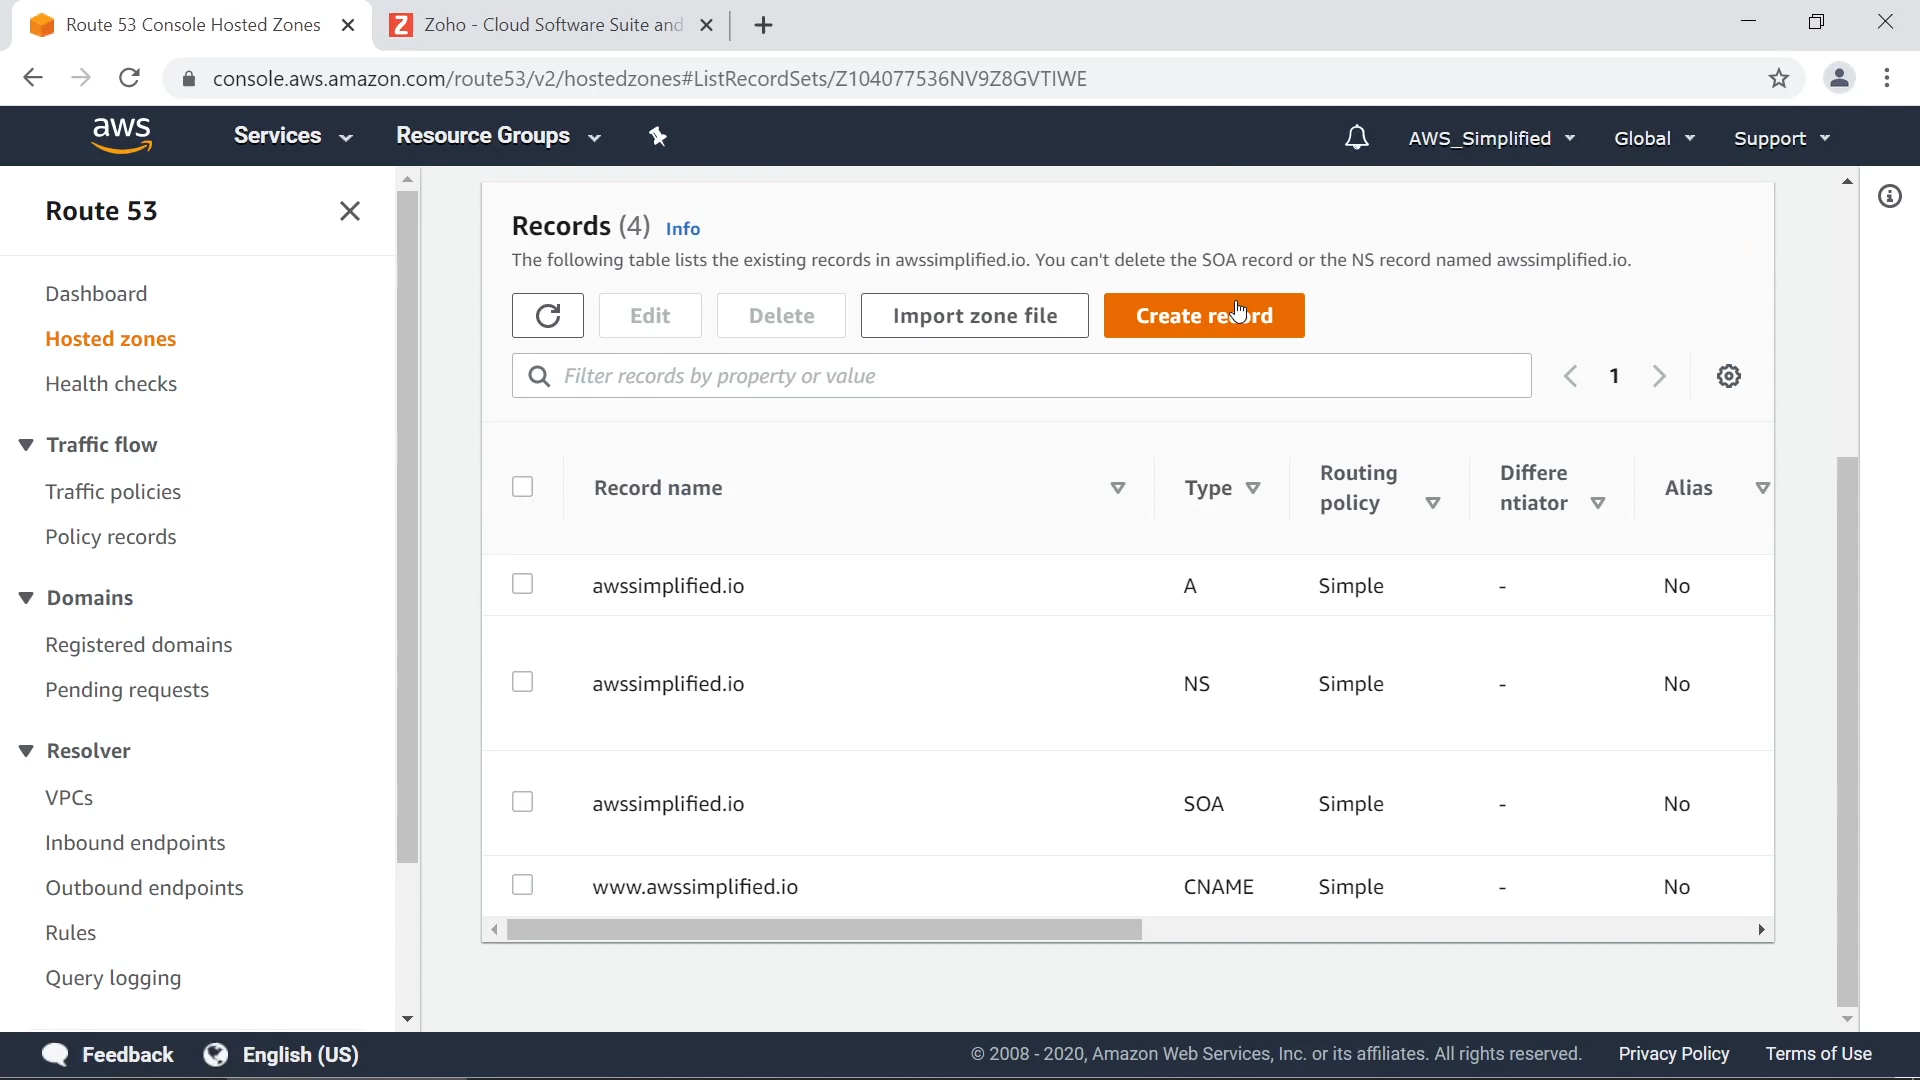 Route 53 Console Hosted Zones
Zoho - Cloud Software Suite and
console.aws.amazon.com/route53/v2/hostedzones#ListRecordSets/Z104077536NV9Z8GVTIWE
aws
Services
Resource Groups
AWS_Simplified
Global
Support
Route 53
Dashboard
Hosted zones
Health checks
Traffic flow
Traffic policies
Policy records
Domains
Registered domains
Pending requests
Resolver
VPCs
Inbound endpoints
Outbound endpoints
Rules
Query logging
Records (4) Info
The following table lists the existing records in awssimplified.io. You can't delete the SOA record or the NS record named awssimplified.io.
Edit
Delete
Import zone file
Create record
Filter records by property or value
1
Record name
Type
Routing
policy
Differe
ntiator
Alias
awssimplified.io A Simple - No
awssimplified.io NS Simple - No
awssimplified.io SOA Simple - No
www.awssimplified.io CNAME Simple - No
Feedback
English (US)
© 2008 - 2020, Amazon Web Services, Inc. or its affiliates. All rights reserved.
Privacy Policy
Terms of Use